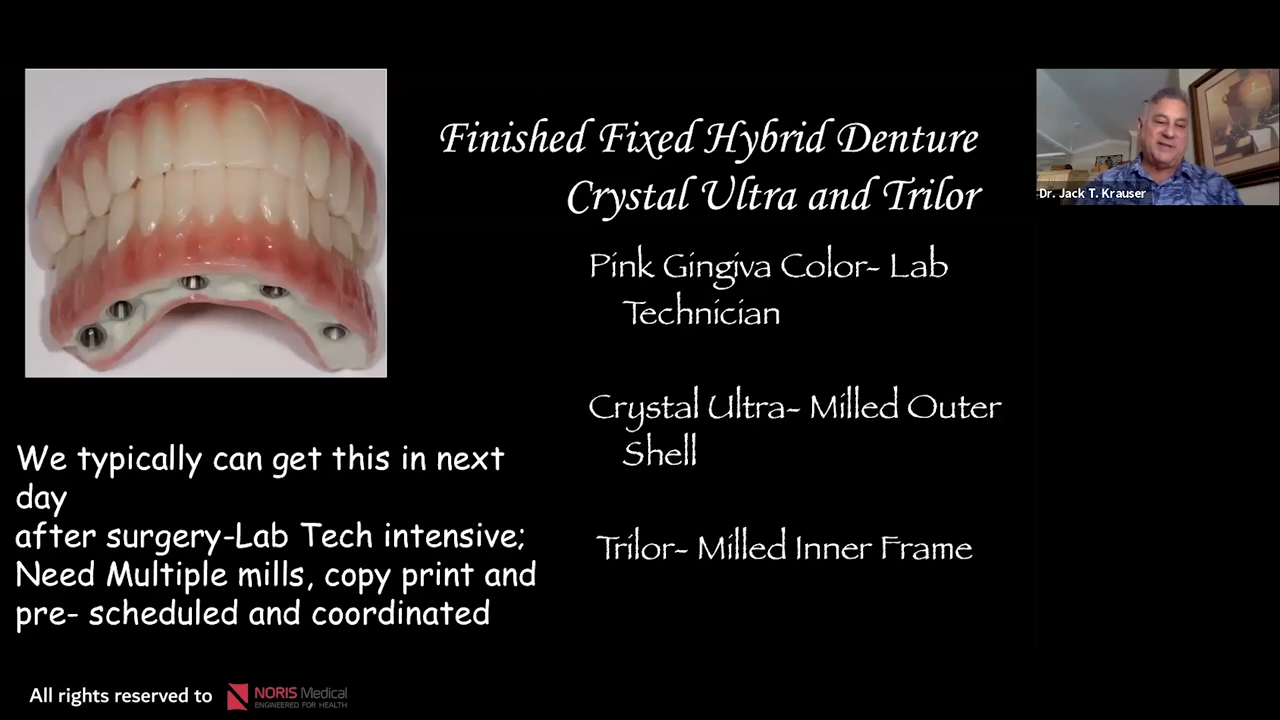 Finished Fixed Hybrid Denture
Crystal Ultra and Trilor
Dr. Jack T. Krauser
Pink Gingiva Color- Lab
Technician
Crystal Ultra- Milled Outer
Shell
Trilor- Milled Inner Frame
We typically can get this in next
day
after surgery-Lab Tech intensive;
Need Multiple mills, copy print and
pre- scheduled and coordinated
All rights reserved to
NORIS Medical
ENGINEERED FOR HEALTH